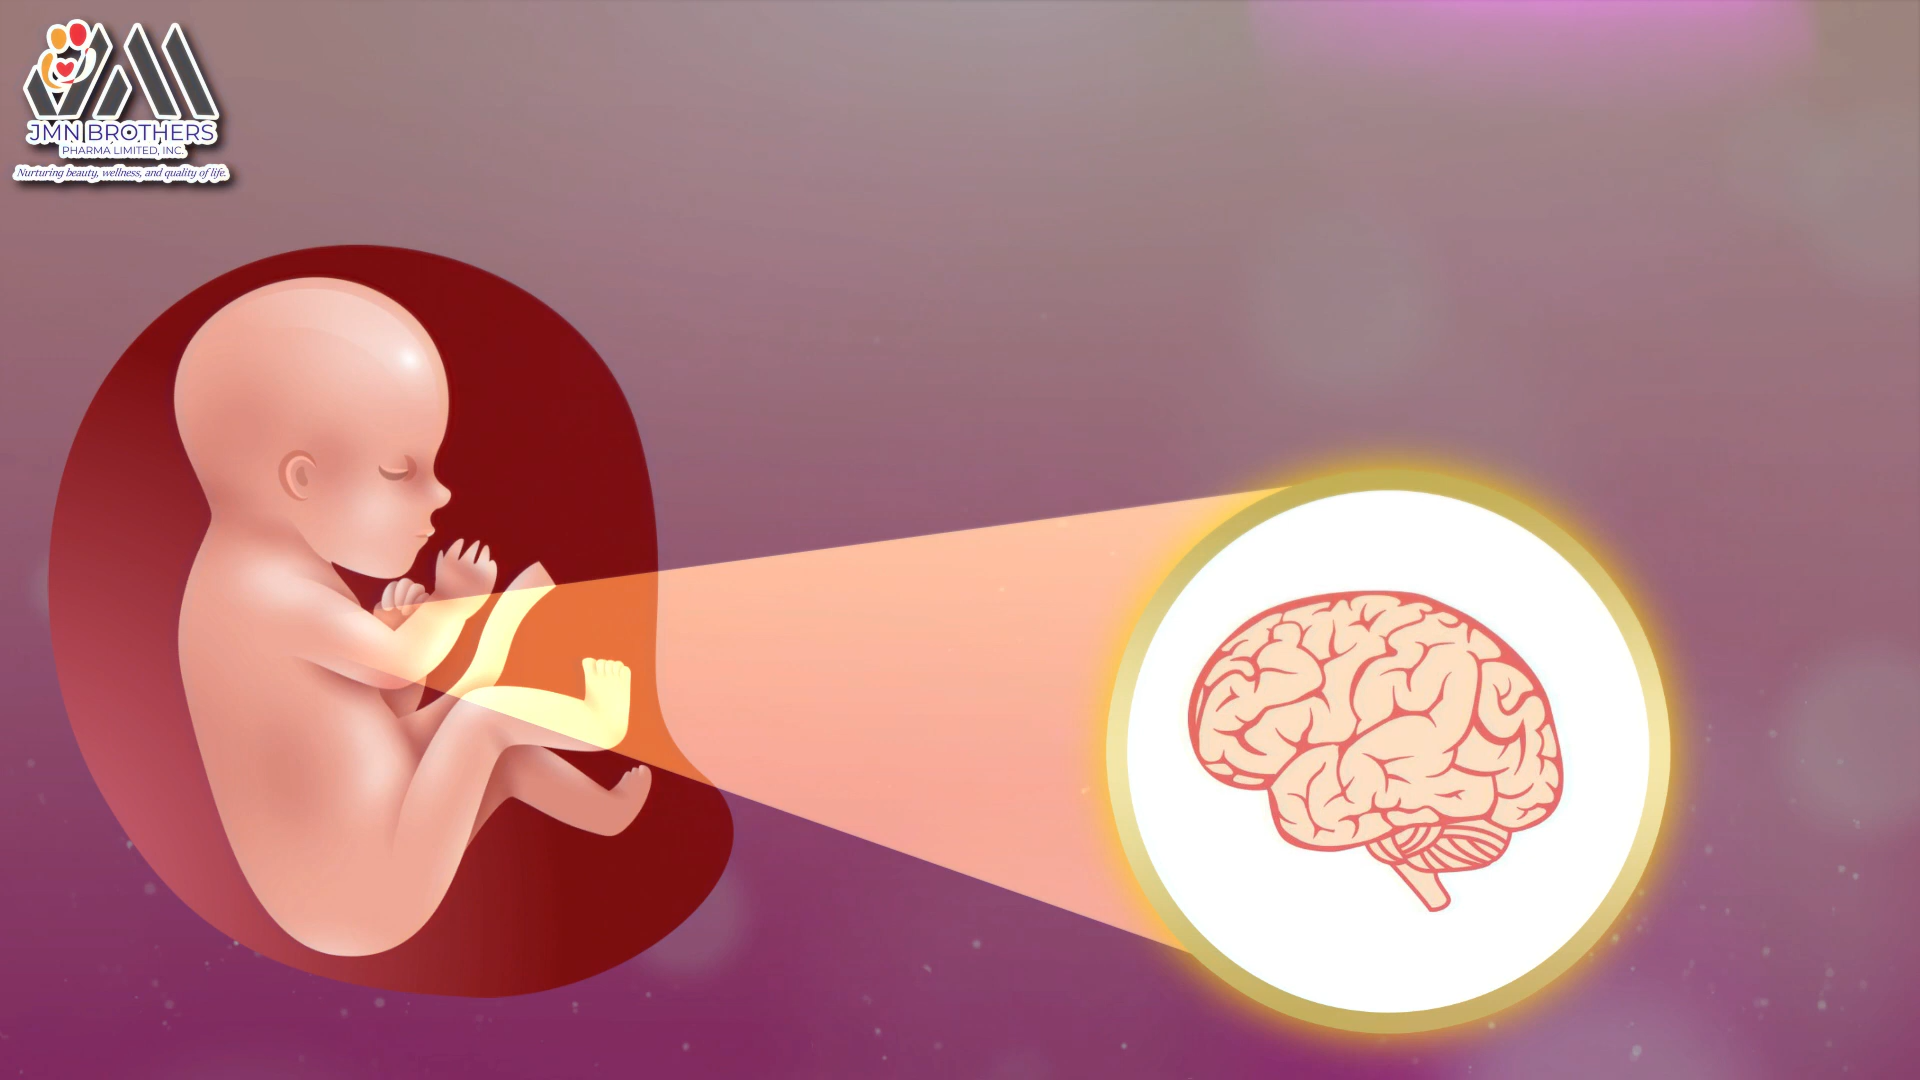 JMN BROTHERS
PHARMA LIMITED, INC.
Nurturing beauty, wellness, and quality of life.